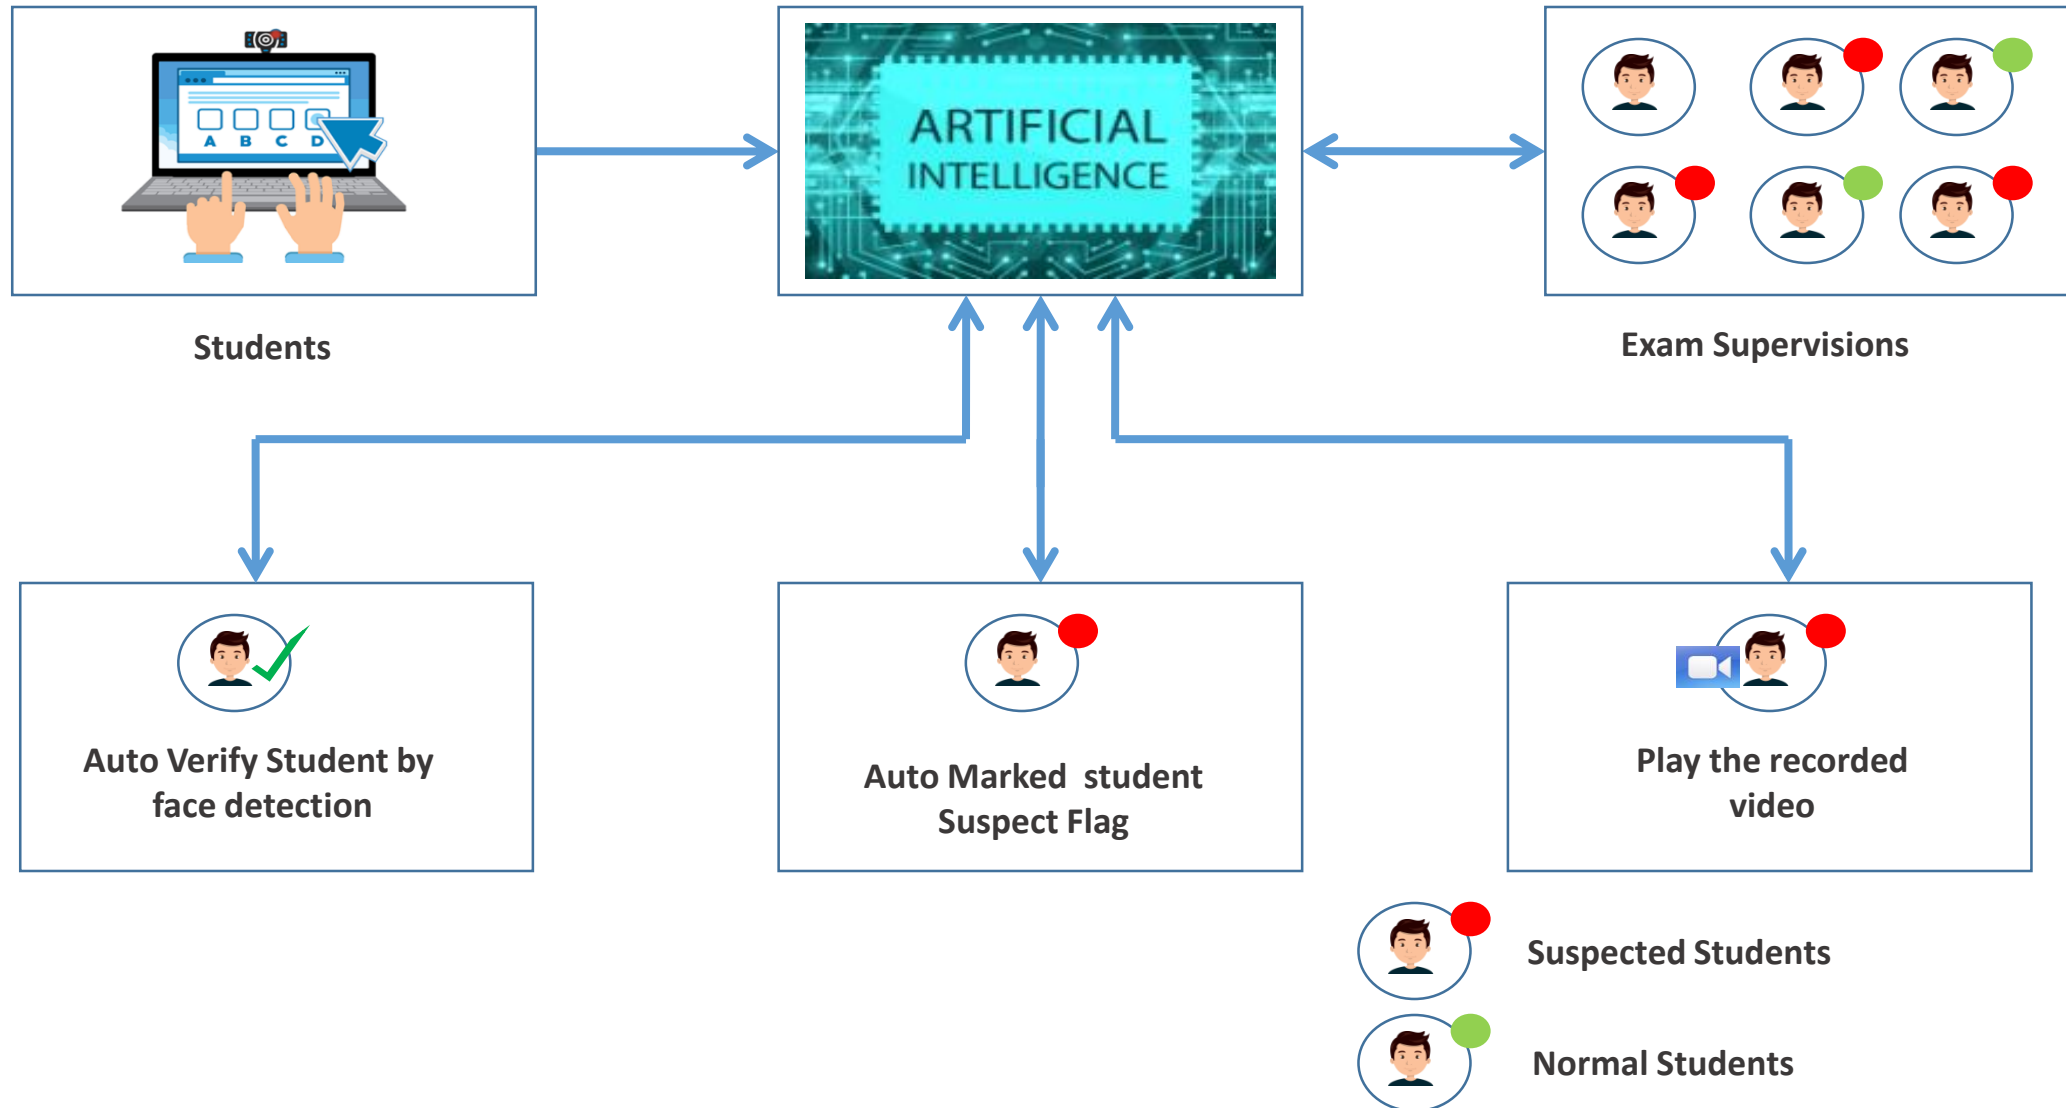 A B C D
ARTIFICIAL
INTELLIGENCE
Students
Exam Supervisions
Auto Verify Student by
face detection
Auto Marked student
Suspect Flag
Play the recorded
video
Suspected Students
Normal Students